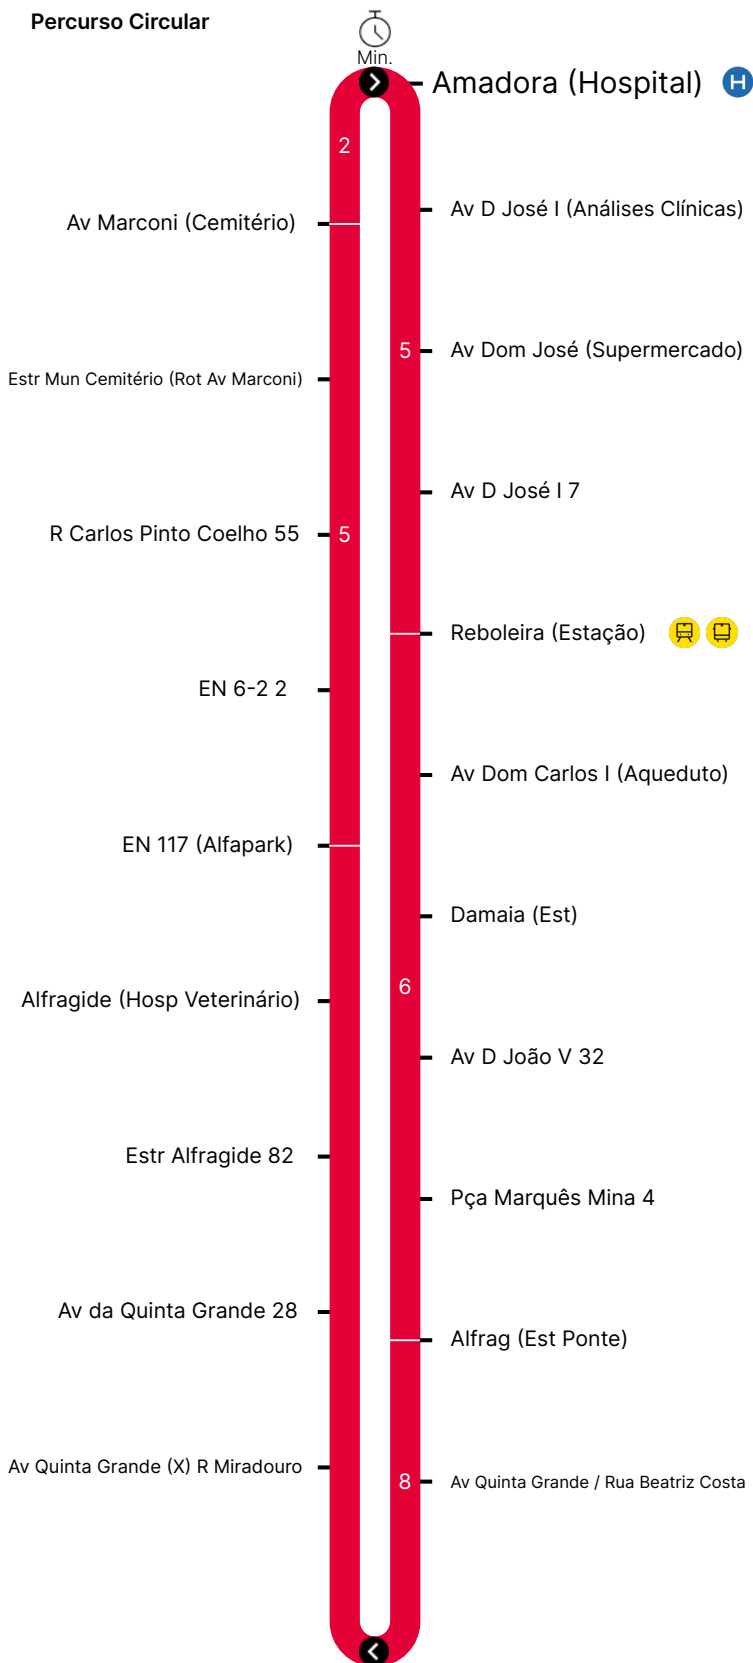 Percurso Circular
Min.
Amadora (Hospital) H
2
Av D José I (Análises Clínicas)
Av Marconi (Cemitério)
5
Av Dom José (Supermercado)
Estr Mun Cemitério (Rot Av Marconi)
Av D José I 7
R Carlos Pinto Coelho 55
5
Reboleira (Estação)
EN 6-2 2
Av Dom Carlos I (Aqueduto)
EN 117 (Alfapark)
Damaia (Est)
6
Alfragide (Hosp Veterinário)
Av D João V 32
Estr Alfragide 82
Pça Marquês Mina 4
Av da Quinta Grande 28
Alfrag (Est Ponte)
Av Quinta Grande (X) R Miradouro
8
Av Quinta Grande / Rua Beatriz Costa